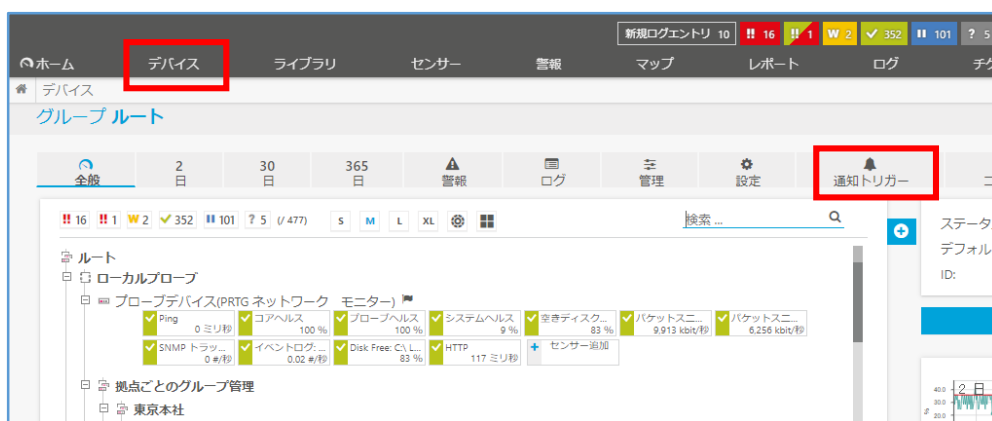 新規ログエントリ 10 !! 16 !! 1 W 2 ✓ 352 II 101 ? 5
ホーム デバイス ライブラリ センサー 警報 マップ レポート ログ
デバイス
グループ ルート
全般 2 日 30 日 365 日 警報 ログ 管理 設定 通知トリガー
!! 16 !! 1 W 2 ✓ 352 II 101 ? 5 (/ 477) S M L XL 検索 ...
ステータ
デフォル
ID:
ルート
ローカルプローブ
プローブデバイス(PRTG ネットワーク モニター)
Ping 0 ミリ秒 コアヘルス 100 % プローブヘルス 100 % システムヘルス 9 % 空きディスク... 83 % パケットスニ... 9,913 kbit/秒 パケットスニ... 6,256 kbit/秒
SNMP トラッ... 0 #/秒 イベントログ: ... 0.02 #/秒 Disk Free: C:\ L... 83 % HTTP 117 ミリ秒 + センサー追加
拠点ごとのグループ管理
東京本社
2 日
40.0
30.0
20.0
%